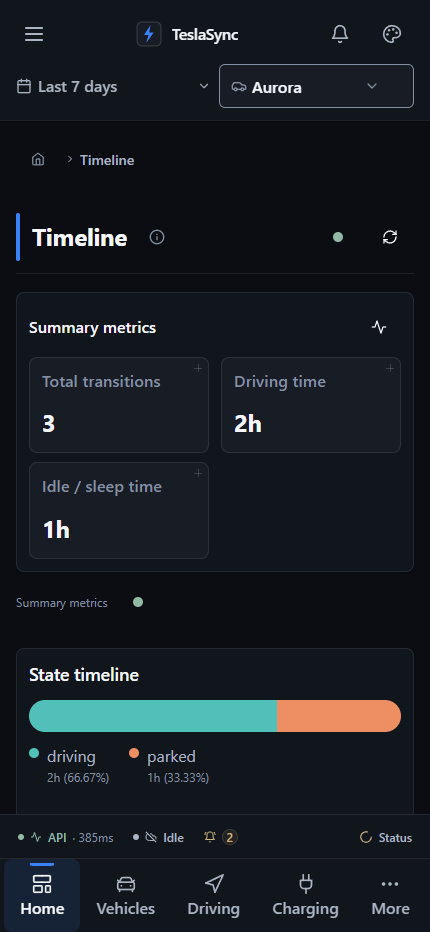 TeslaSync
Last 7 days
Aurora
Timeline
Timeline
Summary metrics
Total transitions
Driving time
3
2h
Idle / sleep time
1h
Summary metrics
State timeline
driving
parked
2h (66.67%)
1h (33.33%)
API · 385ms
Idle
2
Status
Home
Vehicles
Driving
Charging
More